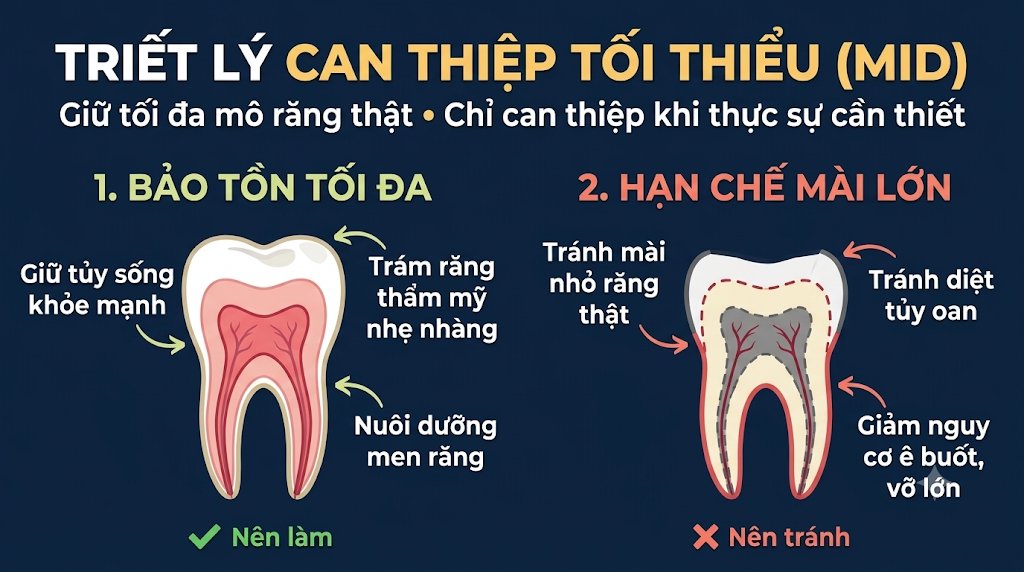 TRIẾT LÝ CAN THIỆP TỐI THIỂU (MID)
Giữ tối đa mô răng thật • Chỉ can thiệp khi thực sự cần thiết
1. BẢO TỒN TỐI ĐA
Giữ tủy sống
khỏe mạnh
Trám răng
thẩm mỹ
nhẹ nhàng
Nuôi dưỡng
men răng
Nên làm
2. HẠN CHẾ MÀI LỚN
Tránh mài
nhỏ răng
thật
Tránh diệt
tủy oan
Giảm nguy
cơ ê buốt,
vỡ lớn
Nên tránh